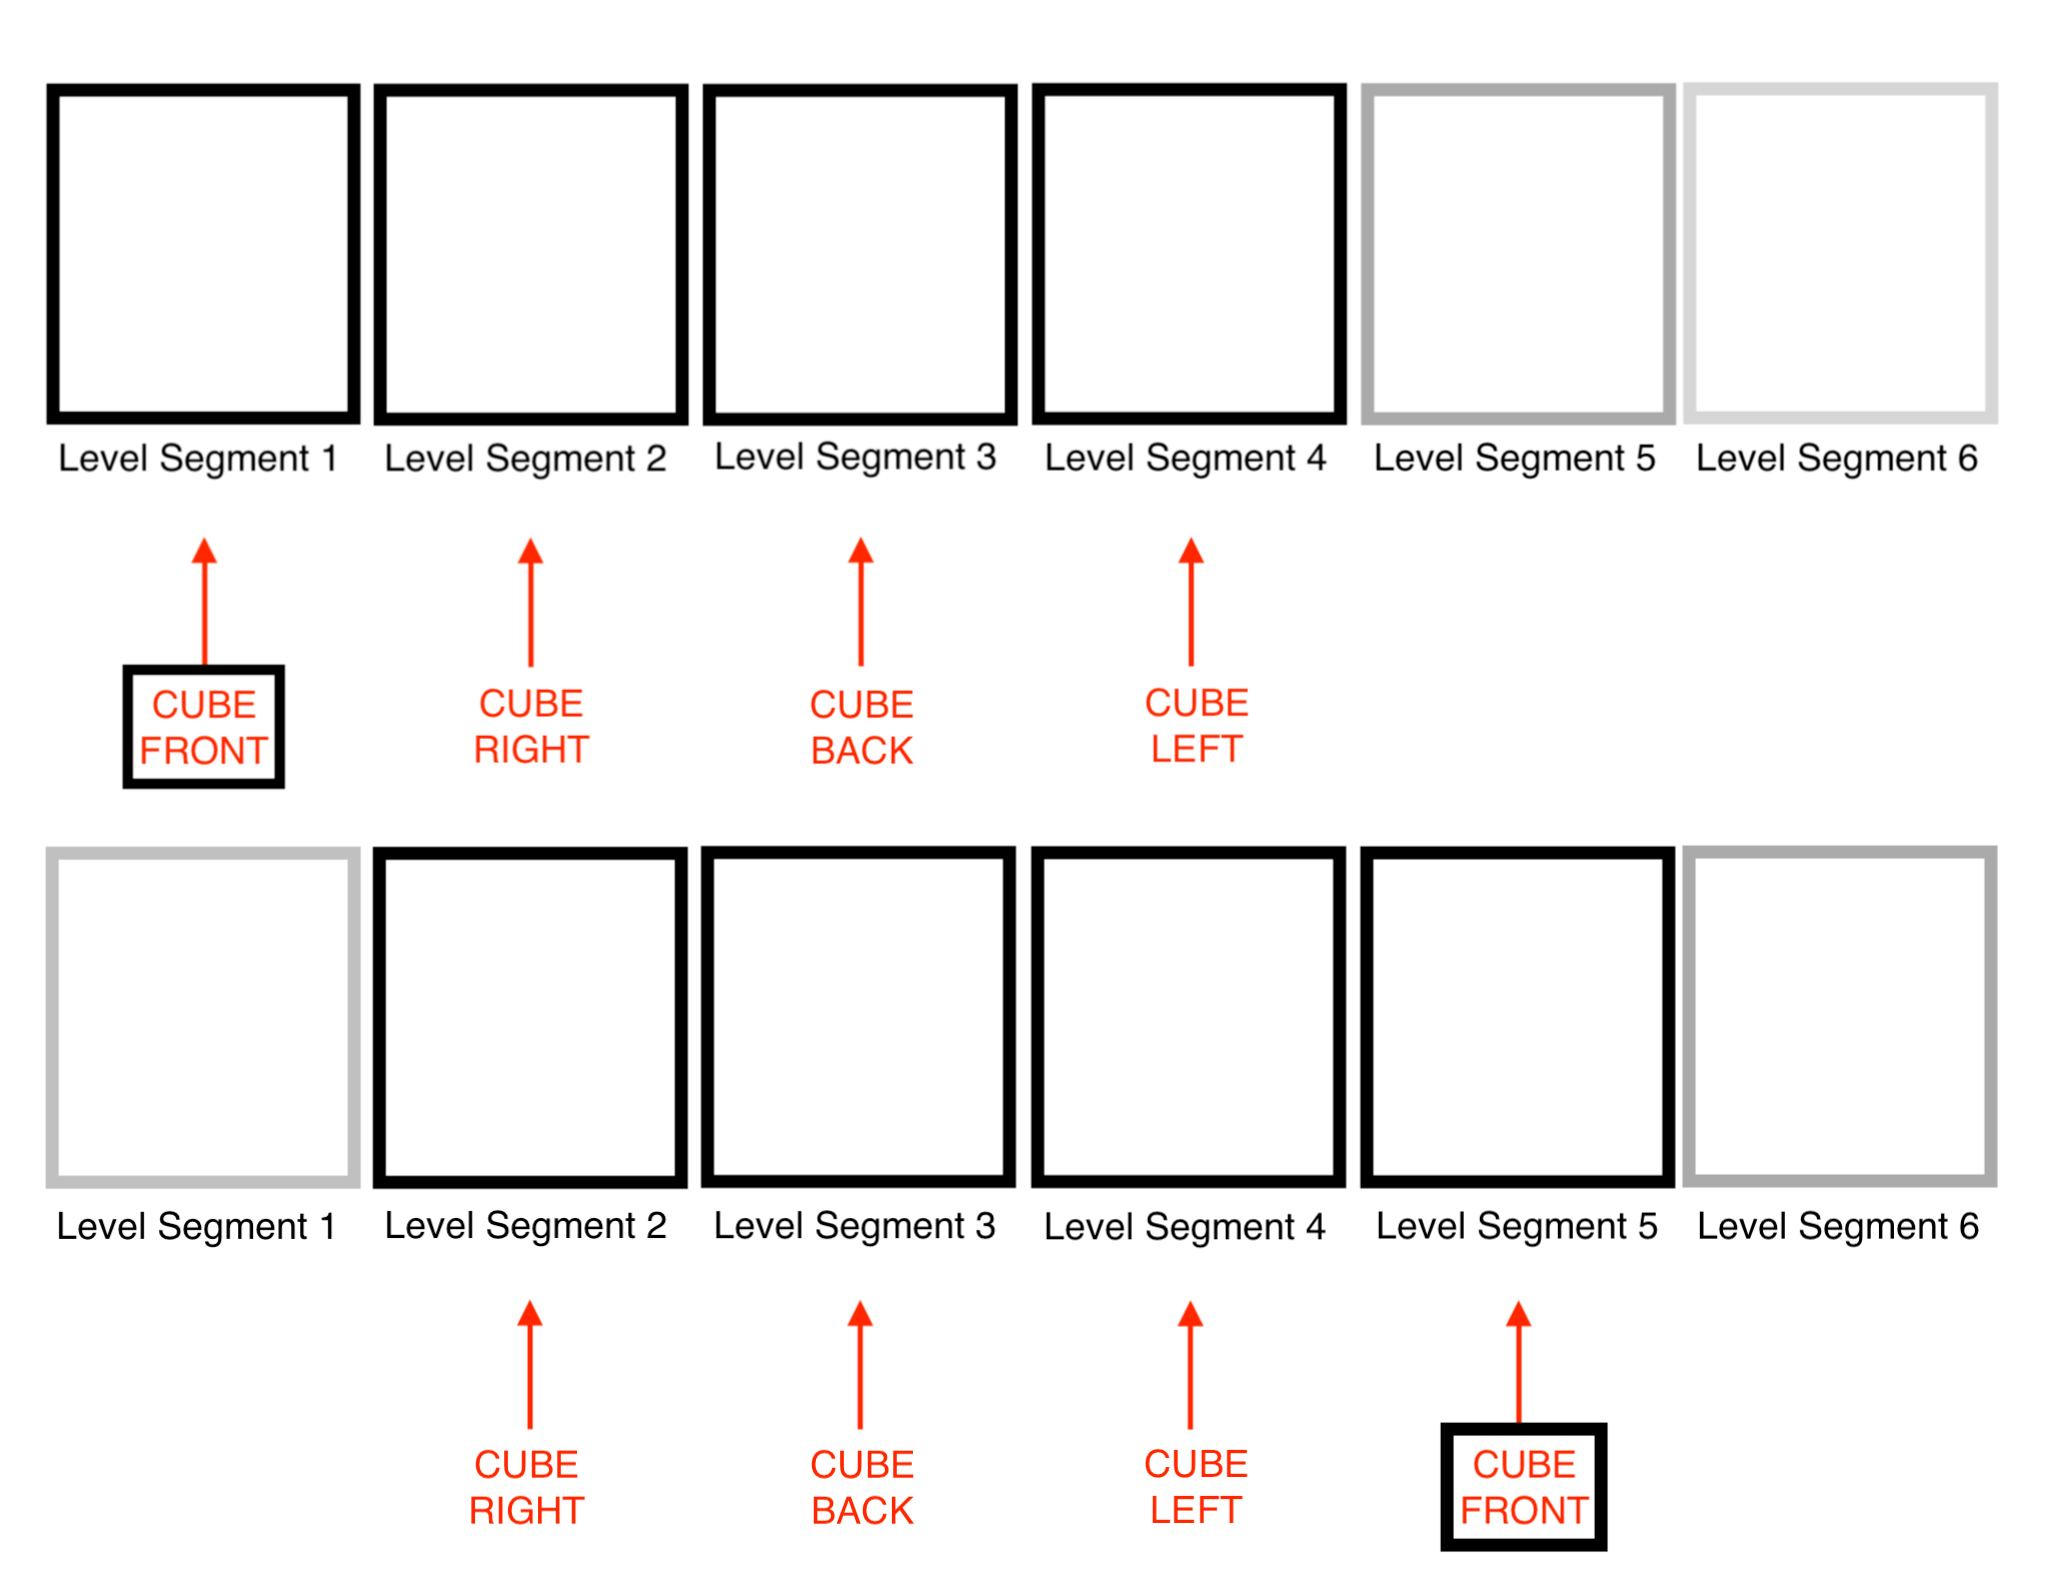 Level Segment 1
Level Segment 2
Level Segment 3
Level Segment 4
Level Segment 5
Level Segment 6
CUBE
FRONT
CUBE
RIGHT
CUBE
BACK
CUBE
LEFT
Level Segment 1
Level Segment 2
Level Segment 3
Level Segment 4
Level Segment 5
Level Segment 6
CUBE
RIGHT
CUBE
BACK
CUBE
LEFT
CUBE
FRONT